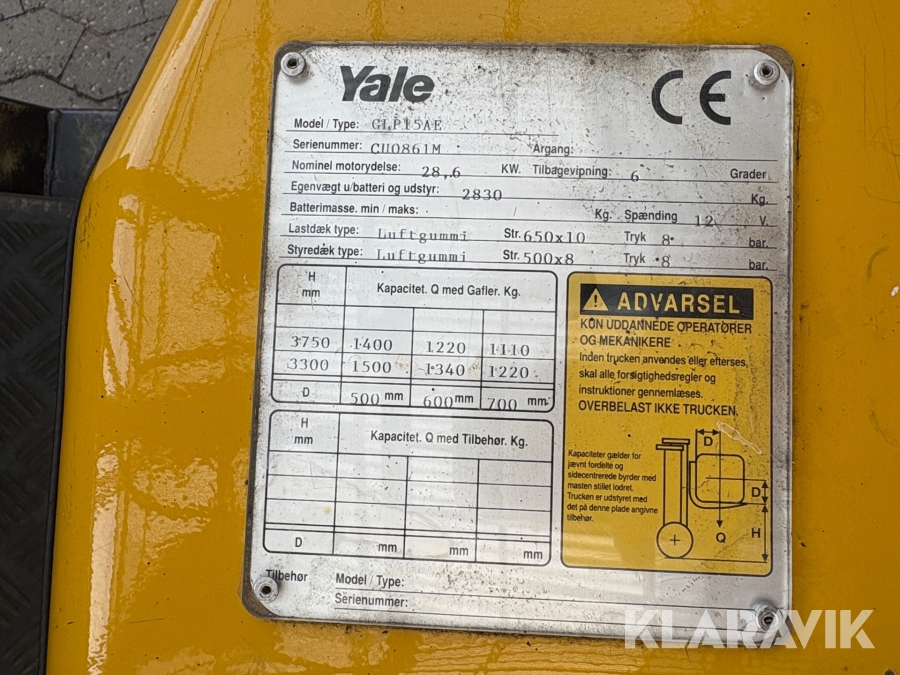 Yale CE
Model / Type: GLP15AE
Serienummer: CU0861M Årgang:
Nominel motorydelse: 28,.6 KW. Tilbagevipning: 6 Grader
Egenvægt u/batteri og udstyr: 2830 Kg.
Batterimasse. min / maks: Kg. Spænding 12 V.
Lastdæk type: Luftgummi Str. 650x10 Tryk 8 bar.
Styredæk type: Luftgummi Str. 500x8 Tryk 8 bar.
H mm Kapacitet. Q med Gafler. Kg.
3750 1400 1220 1110
3300 1500 1340 1220
D 500 mm 600 mm 700 mm
H mm Kapacitet. Q med Tilbehør. Kg.
D mm mm mm
Tilbehør Model / Type:
Serienummer:
ADVARSEL
KUN UDDANNEDE OPERATØRER
OG MEKANIKERE
Inden trucken anvendes eller efterses,
skal alle forsigtighedsregler og
instruktioner gennemlæses.
OVERBELAST IKKE TRUCKEN.
Kapaciteter gælder for
jævnt fordelte og
sidecentrerede byrder med
masten stillet lodret.
Trucken er udstyret med
det på denne plade angivne
tilbehør.
D
D
H
Q
KLARAVIK